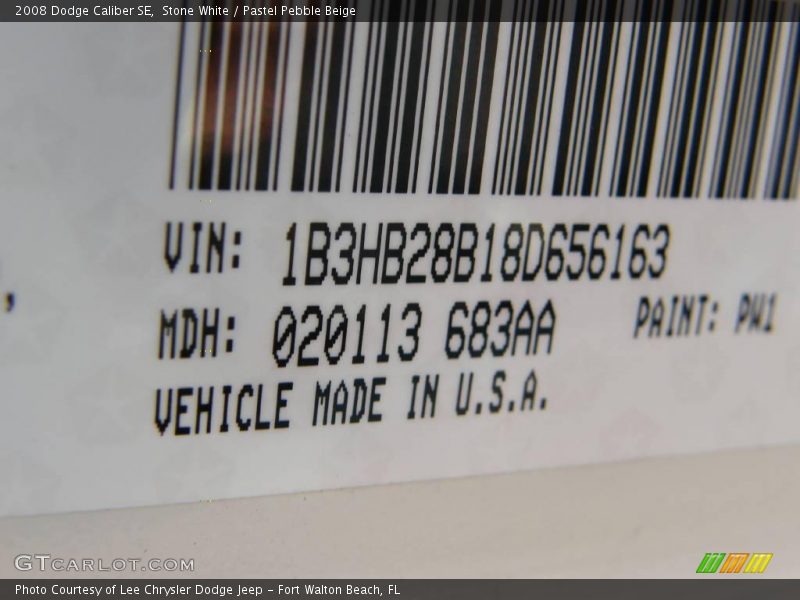 2008 Dodge Caliber SE, Stone White / Pastel Pebble Beige
VIN: 1B3HB28B18D656163
MDH: 020113 683AA PAINT: PW1
VEHICLE MADE IN U.S.A.
GTCARLOT.COM
Photo Courtesy of Lee Chrysler Dodge Jeep - Fort Walton Beach, FL